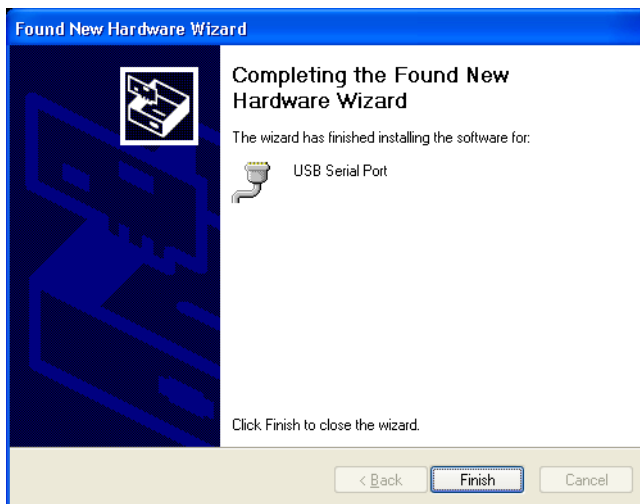 Found New Hardware Wizard
Completing the Found New
Hardware Wizard
The wizard has finished installing the software for:
USB Serial Port
Click Finish to close the wizard.
< Back
Finish
Cancel